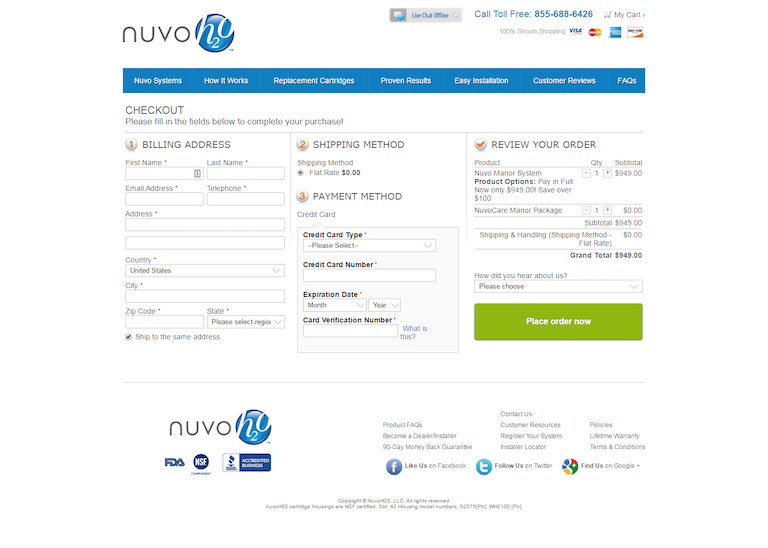 nuvo h2o
Live Chat Offline
Call Toll Free: 855-688-6426
My Cart ›
100% Secure Shopping VISA
Nuvo Systems
How It Works
Replacement Cartridges
Proven Results
Easy Installation
Customer Reviews
FAQs
CHECKOUT
Please fill in the fields below to complete your purchase!
1 BILLING ADDRESS
First Name *
Last Name *
Email Address *
Telephone *
Address *
Country *
United States
City *
Zip Code *
State *
Please select region
Ship to the same address
2 SHIPPING METHOD
Shipping Method
Flat Rate $0.00
3 PAYMENT METHOD
Credit Card
Credit Card Type *
--Please Select--
Credit Card Number *
Expiration Date *
Month
Year
Card Verification Number *
What is
this?
REVIEW YOUR ORDER
Product Qty Subtotal
Nuvo Manor System - 1 + $949.00
Product Options: Pay in Full:
Now only $949.00! Save over
$100
NuvoCare Manor Package - 1 + $0.00
Subtotal $949.00
Shipping & Handling (Shipping Method - $0.00
Flat Rate)
Grand Total $949.00
How did you hear about us?
Please choose
Place order now
nuvo h2o
FDA
NSF
COMPONENT
BBB ACCREDITED
BUSINESS
Product FAQs
Become a Dealer/Installer
90-Day Money Back Guarantee
Contact Us
Customer Resources
Register Your System
Installer Locator
Policies
Lifetime Warranty
Terms & Conditions
Like Us on Facebook
Follow Us on Twitter
Find Us on Google +
Copyright © NuvoH2O, LLC. All rights reserved.
nuvoH2O cartridge housings are NSF certified. Std. 42 Housing model numbers: S2075[Pb], WH2100 [Pb].